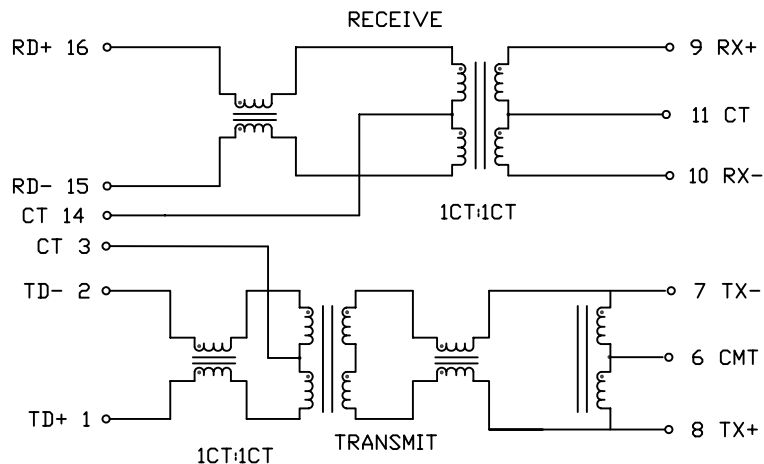 RECEIVE
RD+ 16
9 RX+
11 CT
RD- 15
10 RX-
CT 14
1CT:1CT
CT 3
TD- 2
7 TX-
6 CMT
TD+ 1
8 TX+
TRANSMIT
1CT:1CT